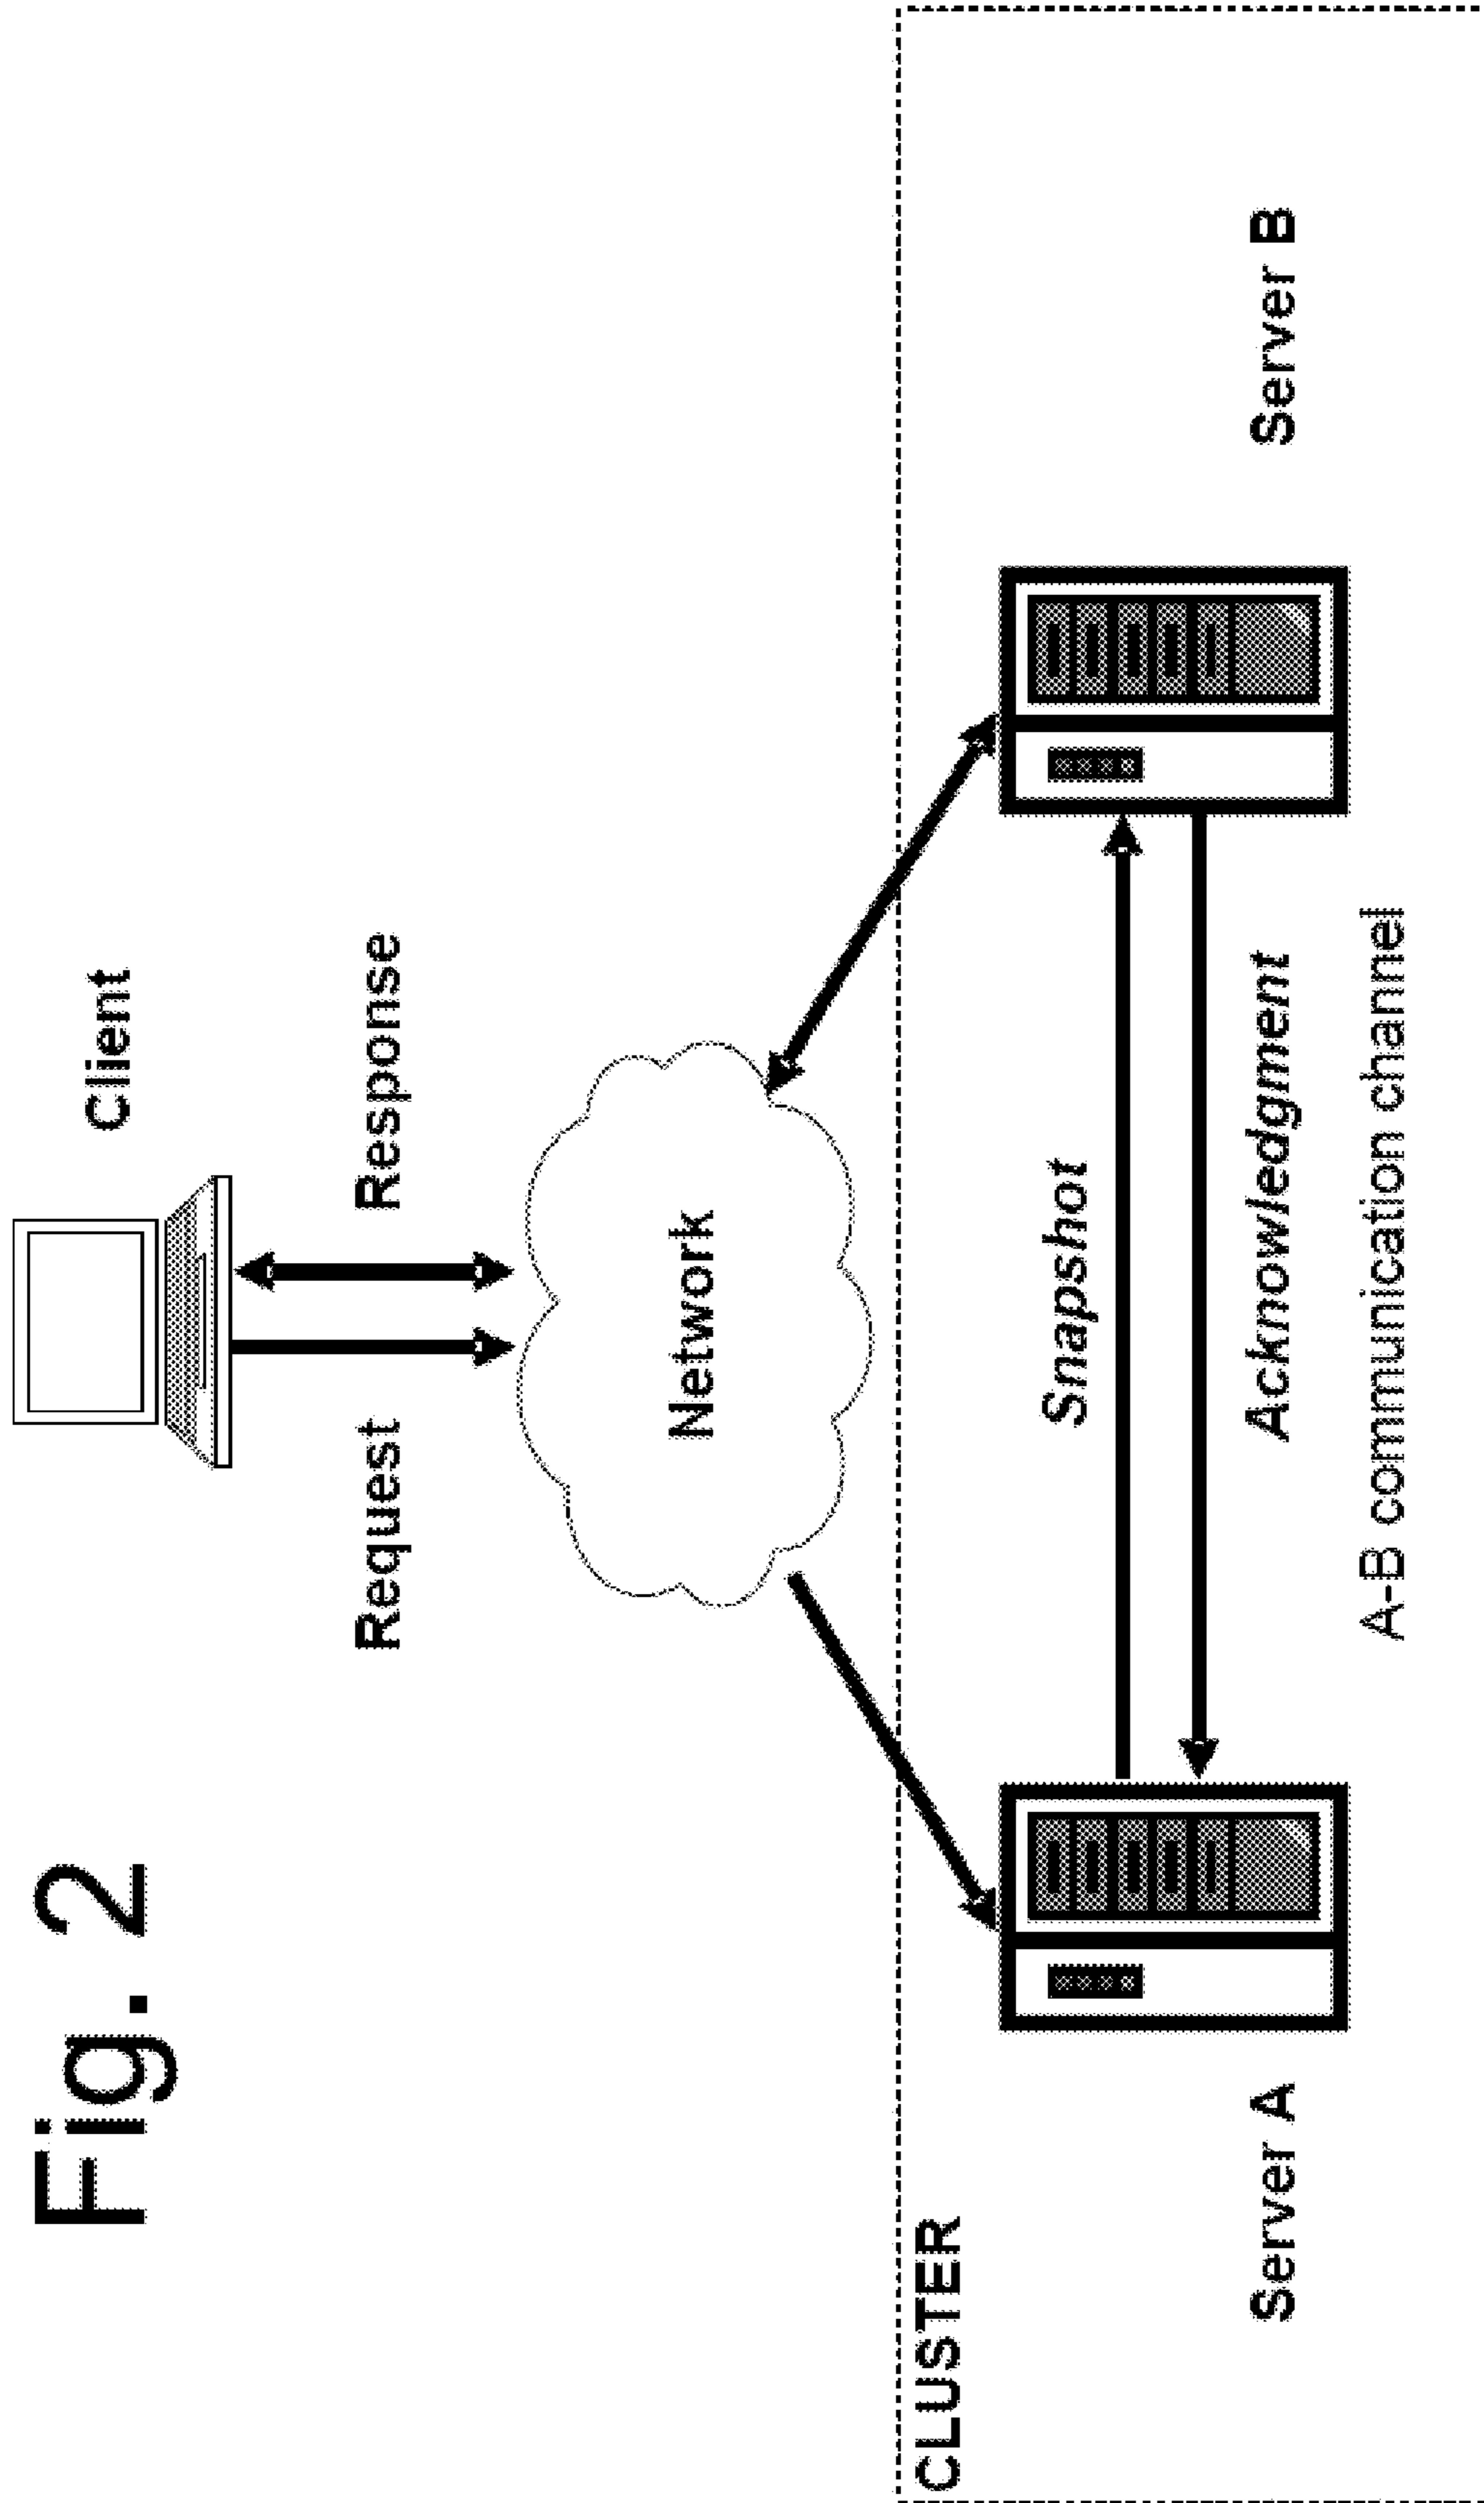 Fig. 2
Client
Request
Response
Network
CLUSTER
Snapshot
Server A
Acknowledgment
Server B
A-B communication channel